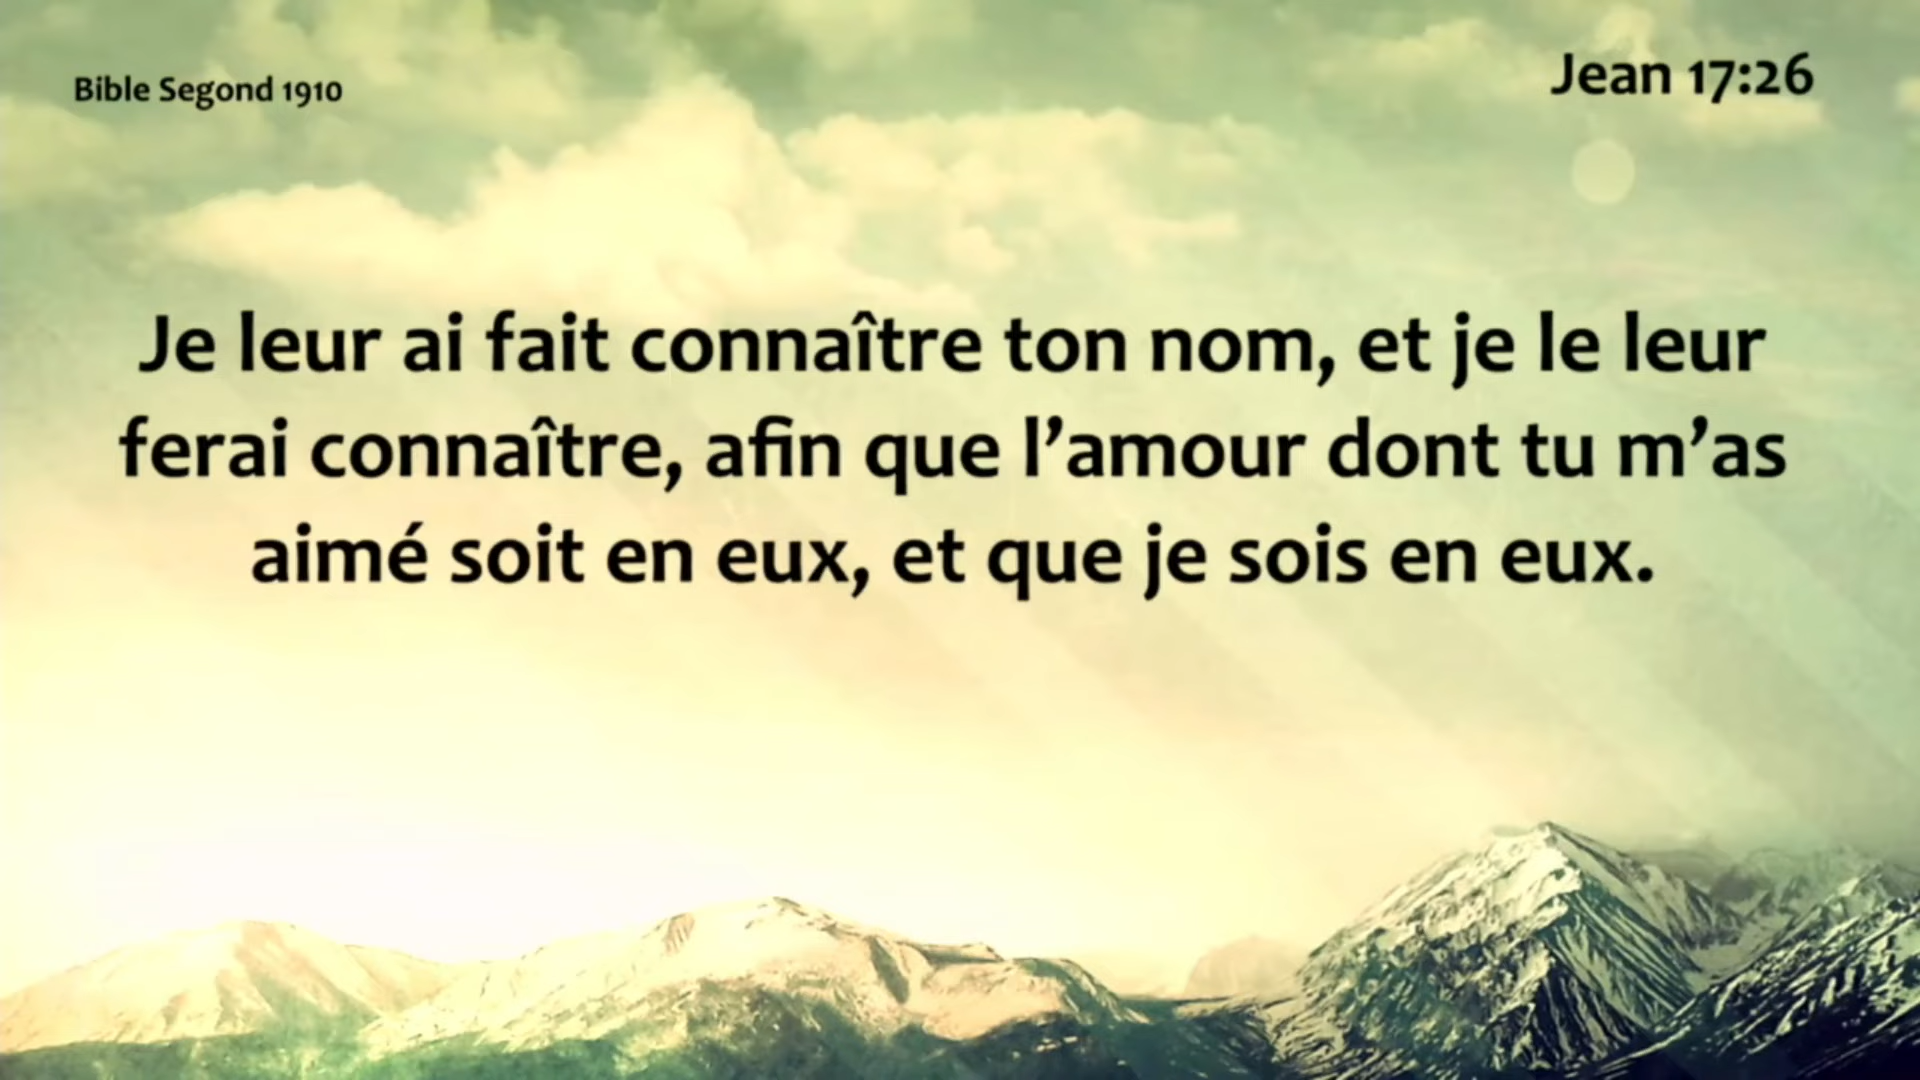 Bible Segond 1910
Jean 17:26
Je leur ai fait connaître ton nom, et je le leur
ferai connaître, afin que l’amour dont tu m’as
aimé soit en eux, et que je sois en eux.